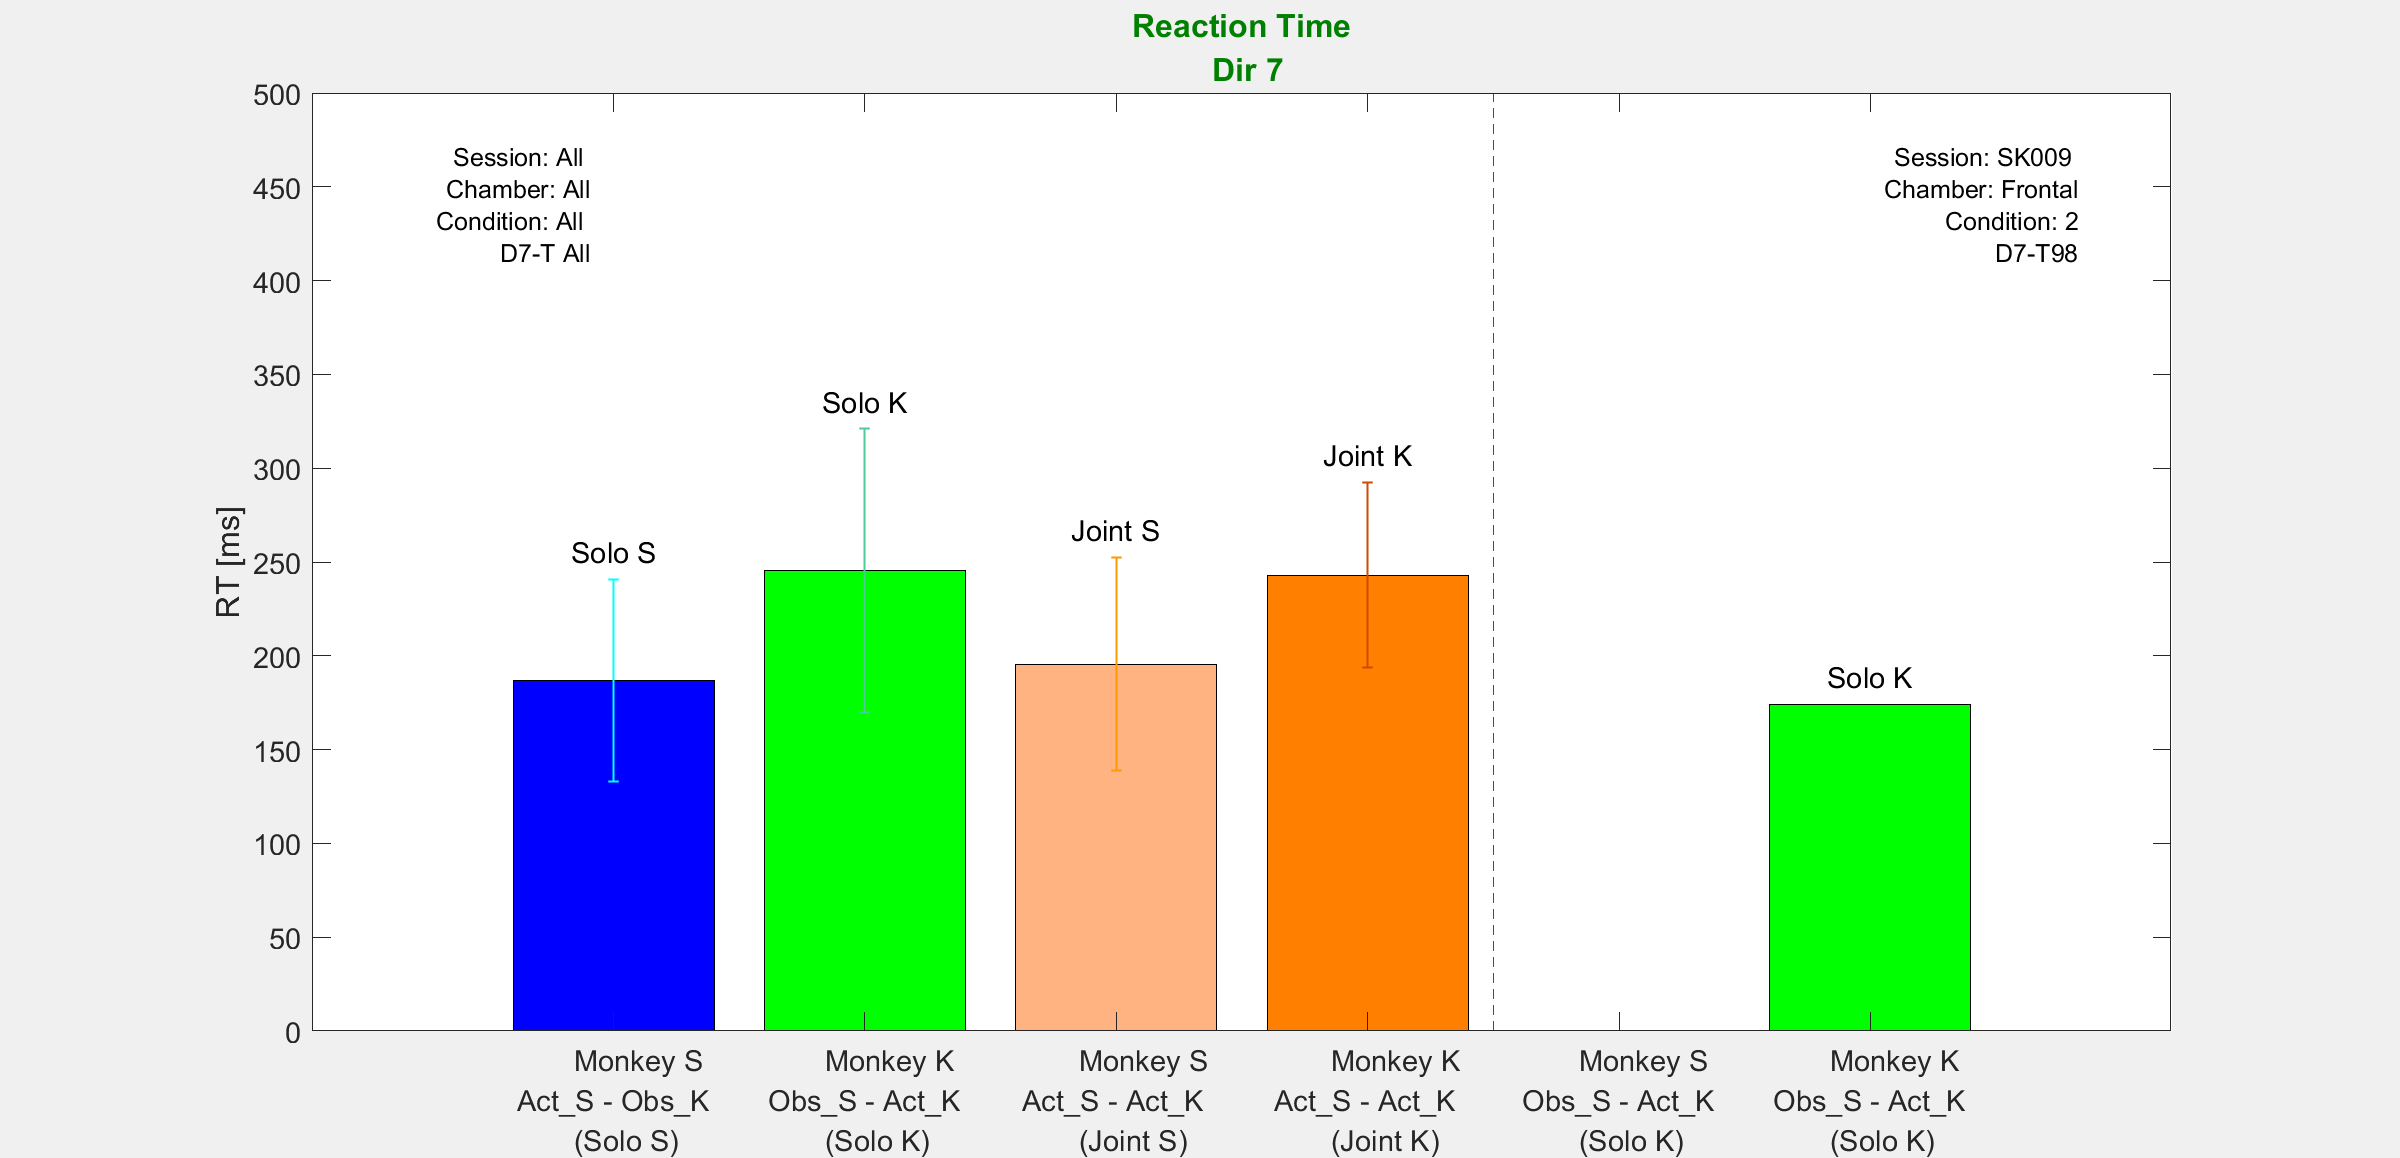 Reaction Time
Dir 7
500
450
400
350
300
250
200
150
100
50
0
RT [ms]
Session: All
Chamber: All
Condition: All
D7-T All
Session: SK009
Chamber: Frontal
Condition: 2
D7-T98
Solo S
Solo K
Joint S
Joint K
Solo K
Monkey S
Act_S - Obs_K
(Solo S)
Monkey K
Obs_S - Act_K
(Solo K)
Monkey S
Act_S - Act_K
(Joint S)
Monkey K
Act_S - Act_K
(Joint K)
Monkey S
Obs_S - Act_K
(Solo K)
Monkey K
Obs_S - Act_K
(Solo K)